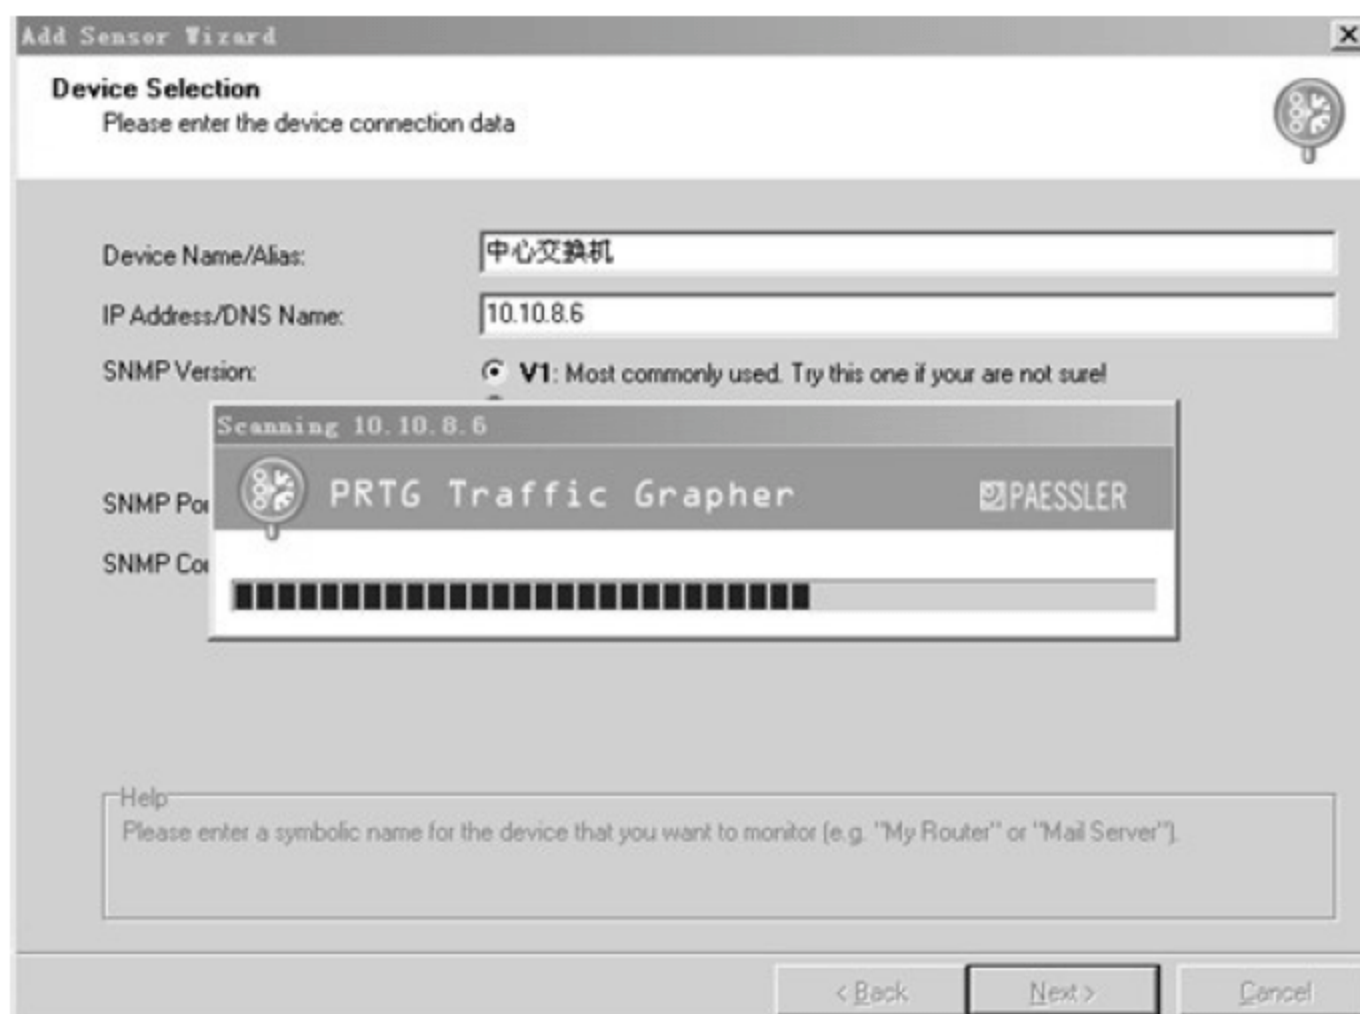 Add Sensor Wizard
Device Selection
Please enter the device connection data
Device Name/Alias:
中心交换机
IP Address/DNS Name:
10.10.8.6
SNMP Version:
V1: Most commonly used. Try this one if your are not sure!
Scanning 10.10.8.6
PRTG Traffic Grapher
PAESSLER
SNMP Por
SNMP Co
Help
Please enter a symbolic name for the device that you want to monitor (e.g. "My Router" or "Mail Server").
< Back
Next >
Cancel